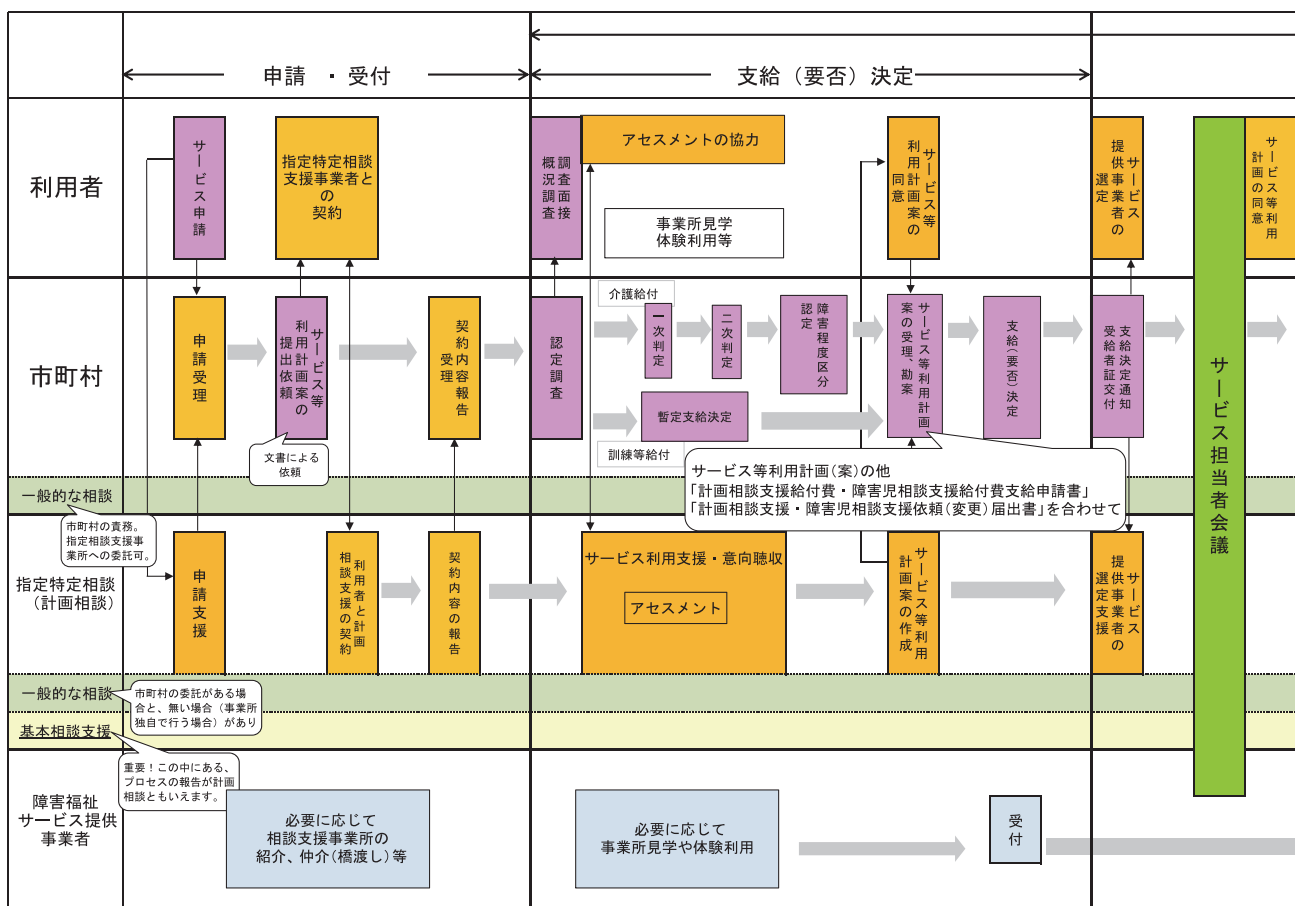 申請 ・ 受付
支給（要否）決定
利用者
サービス申請
指定特定相談
支援事業者と
の
契約
調査面接
概況調査
アセスメントの協力
事業所見学
体験利用等
サービス等
利用計画案の
同意
サービス
提供事業者の
選定
サービス等利用
計画の同意
市町村
申請受理
サービス等
利用計画案の
提出依頼
文書による
依頼
契約内容報告
受理
認定調査
介護給付
一次判定
二次判定
障害程度区分
認定
暫定支給決定
訓練等給付
サービス等利用計画
案の受理、勘案
支給(要否)決定
支給決定通知
受給者証交付
サービス等利用計画(案)の他
「計画相談支援給付費・障害児相談支援給付費支給申請書」
「計画相談支援・障害児相談支援依頼(変更)届出書」を合わせて
サービス担当者会議
一般的な相談
市町村の責務。
指定相談支援事
業所への委託可。
指定特定相談
（計画相談）
申請支援
利用者と計画
相談支援の契約
契約内容の報告
サービス利用支援・意向聴収
アセスメント
サービス等利用
計画案の作成
サービス
提供事業者の
選定支援
一般的な相談
市町村の委託がある場
合と、無い場合（事業所
独自で行う場合）があり
基本相談支援
重要！この中にある、
プロセスの報告が計画
相談ともいえます。
障害福祉
サービス提供
事業者
必要に応じて
相談支援事業所の
紹介、仲介(橋渡し)等
必要に応じて
事業所見学や体験利用
受付